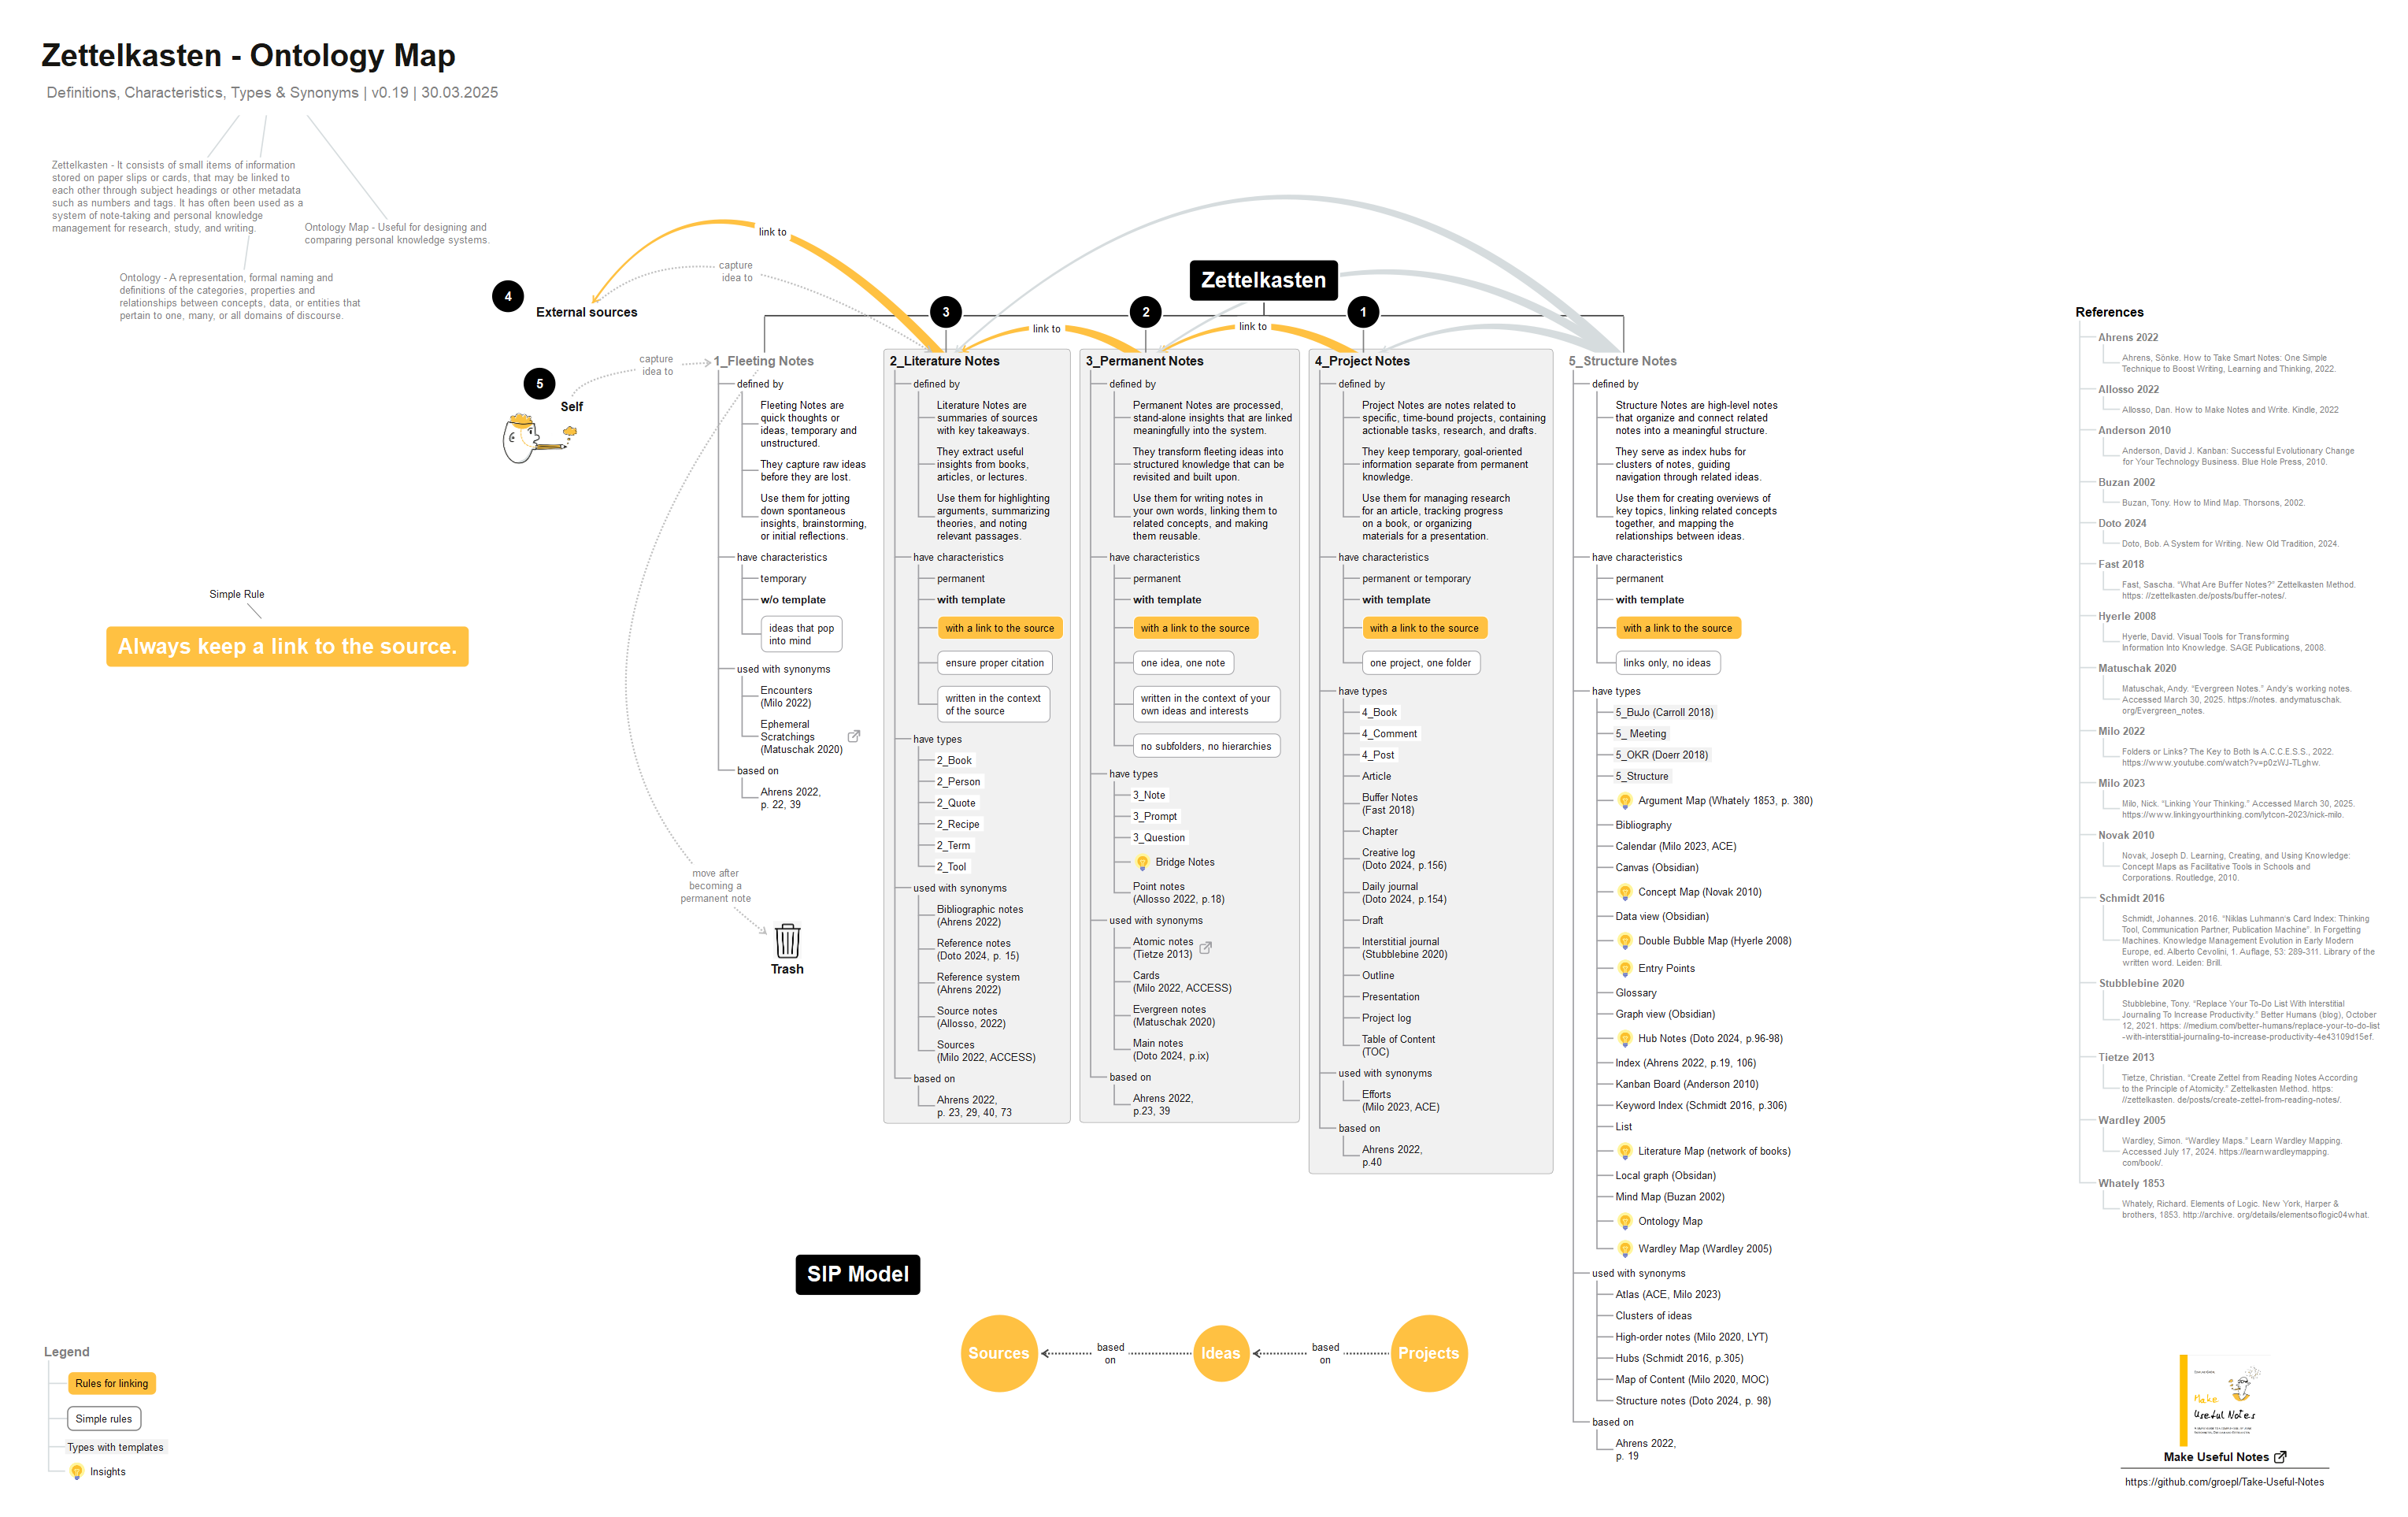 Zettelkasten - Ontology Map
Definitions, Characteristics, Types & Synonyms | v0.19 | 30.03.2025
Zettelkasten - It consists of small items of information
stored on paper slips or cards, that may be linked to
each other through subject headings or other metadata
such as numbers and tags. It has often been used as a
system of note-taking and personal knowledge
management for research, study, and writing.
Ontology Map - Useful for designing and
comparing personal knowledge systems.
Ontology - A representation, formal naming and
definitions of the categories, properties and
relationships between concepts, data, or entities that
pertain to one, many, or all domains of discourse.
Simple Rule
Always keep a link to the source.
link to
capture
idea to
4
External sources
capture
idea to
5
Self
Zettelkasten
3
2
1
link to
link to
1_Fleeting Notes
defined by
Fleeting Notes are
quick thoughts or
ideas, temporary and
unstructured.
They capture raw ideas
before they are lost.
Use them for jotting
down spontaneous
insights, brainstorming,
or initial reflections.
have characteristics
temporary
w/o template
ideas that pop
into mind
used with synonyms
Encounters
(Milo 2022)
Ephemeral
Scratchings
(Matuschak 2020)
based on
Ahrens 2022,
p. 22, 39
move after
becoming a
permanent note
Trash
2_Literature Notes
defined by
Literature Notes are
summaries of sources
with key takeaways.
They extract useful
insights from books,
articles, or lectures.
Use them for highlighting
arguments, summarizing
theories, and noting
relevant passages.
have characteristics
permanent
with template
with a link to the source
ensure proper citation
written in the context
of the source
have types
2_Book
2_Person
2_Quote
2_Recipe
2_Term
2_Tool
used with synonyms
Bibliographic notes
(Ahrens 2022)
Reference notes
(Doto 2024, p. 15)
Reference system
(Ahrens 2022)
Source notes
(Allosso, 2022)
Sources
(Milo 2022, ACCESS)
based on
Ahrens 2022,
p. 23, 29, 40, 73
3_Permanent Notes
defined by
Permanent Notes are processed,
stand-alone insights that are linked
meaningfully into the system.
They transform fleeting ideas into
structured knowledge that can be
revisited and built upon.
Use them for writing notes in
your own words, linking them to
related concepts, and making
them reusable.
have characteristics
permanent
with template
with a link to the source
one idea, one note
written in the context of your
own ideas and interests
no subfolders, no hierarchies
have types
3_Note
3_Prompt
3_Question
Bridge Notes
Point notes
(Allosso 2022, p.18)
used with synonyms
Atomic notes
(Tietze 2013)
Cards
(Milo 2022, ACCESS)
Evergreen notes
(Matuschak 2020)
Main notes
(Doto 2024, p.ix)
based on
Ahrens 2022,
p.23, 39
4_Project Notes
defined by
Project Notes are notes related to
specific, time-bound projects, containing
actionable tasks, research, and drafts.
They keep temporary, goal-oriented
information separate from permanent
knowledge.
Use them for managing research
for an article, tracking progress
on a book, or organizing
materials for a presentation.
have characteristics
permanent or temporary
with template
with a link to the source
one project, one folder
have types
4_Book
4_Comment
4_Post
Article
Buffer Notes
(Fast 2018)
Chapter
Creative log
(Doto 2024, p.156)
Daily journal
(Doto 2024, p.154)
Draft
Interstitial journal
(Stubblebine 2020)
Outline
Presentation
Project log
Table of Content
(TOC)
used with synonyms
Efforts
(Milo 2023, ACE)
based on
Ahrens 2022,
p.40
5_Structure Notes
defined by
Structure Notes are high-level notes
that organize and connect related
notes into a meaningful structure.
They serve as index hubs for
clusters of notes, guiding
navigation through related ideas.
Use them for creating overviews of
key topics, linking related concepts
together, and mapping the
relationships between ideas.
have characteristics
permanent
with template
with a link to the source
links only, no ideas
have types
5_BuJo (Carroll 2018)
5_ Meeting
5_OKR (Doerr 2018)
5_Structure
Argument Map (Whately 1853, p. 380)
Bibliography
Calendar (Milo 2023, ACE)
Canvas (Obsidian)
Concept Map (Novak 2010)
Data view (Obsidian)
Double Bubble Map (Hyerle 2008)
Entry Points
Glossary
Graph view (Obsidian)
Hub Notes (Doto 2024, p.96-98)
Index (Ahrens 2022, p.19, 106)
Kanban Board (Anderson 2010)
Keyword Index (Schmidt 2016, p.306)
List
Literature Map (network of books)
Local graph (Obsidian)
Mind Map (Buzan 2002)
Ontology Map
Wardley Map (Wardley 2005)
used with synonyms
Atlas (ACE, Milo 2023)
Clusters of ideas
High-order notes (Milo 2020, LYT)
Hubs (Schmidt 2016, p.305)
Map of Content (Milo 2020, MOC)
Structure notes (Doto 2024, p. 98)
based on
Ahrens 2022,
p. 19
References
Ahrens 2022
Ahrens, Sönke. How to Take Smart Notes: One Simple
Technique to Boost Writing, Learning and Thinking, 2022.
Allosso 2022
Allosso, Dan. How to Make Notes and Write. Kindle, 2022
Anderson 2010
Anderson, David J. Kanban: Successful Evolutionary Change
for Your Technology Business. Blue Hole Press, 2010.
Buzan 2002
Buzan, Tony. How to Mind Map. Thorsons, 2002.
Doto 2024
Doto, Bob. A System for Writing. New Old Tradition, 2024.
Fast 2018
Fast, Sascha. “What Are Buffer Notes?” Zettelkasten Method.
https: //zettelkasten.de/posts/buffer-notes/.
Hyerle 2008
Hyerle, David. Visual Tools for Transforming
Information Into Knowledge. SAGE Publications, 2008.
Matuschak 2020
Matuschak, Andy. “Evergreen Notes.” Andy’s working notes.
Accessed March 30, 2025. https://notes. andymatuschak.
org/Evergreen_notes.
Milo 2022
Folders or Links? The Key to Both Is A.C.C.E.S.S., 2022.
https://www.youtube.com/watch?v=p0zWJ-TLghw.
Milo 2023
Milo, Nick. “Linking Your Thinking.” Accessed March 30, 2025.
https://www.linkingyourthinking.com/lytcon-2023/nick-milo.
Novak 2010
Novak, Joseph D. Learning, Creating, and Using Knowledge:
Concept Maps as Facilitative Tools in Schools and
Corporations. Routledge, 2010.
Schmidt 2016
Schmidt, Johannes. 2016. “Niklas Luhmann’s Card Index: Thinking
Tool, Communication Partner, Publication Machine”. In Forgetting
Machines. Knowledge Management Evolution in Early Modern
Europe, ed. Alberto Cevolini, 1. Auflage, 53: 289-311. Library of the
written word. Leiden: Brill.
Stubblebine 2020
Stubblebine, Tony. “Replace Your To-Do List With Interstitial
Journaling To Increase Productivity.” Better Humans (blog), October
12, 2021. https: //medium.com/better-humans/replace-your-to-do-list
-with-interstitial-journaling-to-increase-productivity-4e43109d15ef.
Tietze 2013
Tietze, Christian. “Create Zettel from Reading Notes According
to the Principle of Atomicity.” Zettelkasten Method. https:
//zettelkasten. de/posts/create-zettel-from-reading-notes/.
Wardley 2005
Wardley, Simon. “Wardley Maps.” Learn Wardley Mapping.
Accessed July 17, 2024. https://learnwardleymapping.
com/book/.
Whately 1853
Whately, Richard. Elements of Logic. New York, Harper &
brothers, 1853. http://archive. org/details/elementsoflogic04what.
SIP Model
Sources
based
on
Ideas
based
on
Projects
Legend
Rules for linking
Simple rules
Types with templates
Insights
Make
Useful Notes
Make Useful Notes
https://github.com/groepl/Take-Useful-Notes